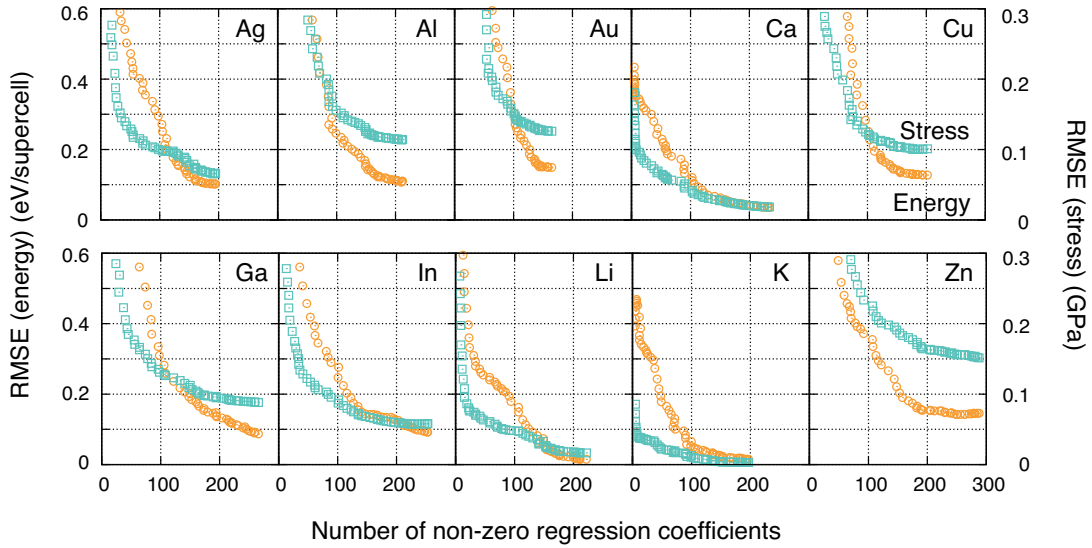 Ag
Al
Au
Ca
Cu
0.6
0.4
0.2
0
0.3
0.2
0.1
0
Stress
Energy
Ga
In
Li
K
Zn
0.6
0.4
0.2
0
0.3
0.2
0.1
0
0 100 200 0 100 200 0 100 200 0 100 200 0 100 200 300
RMSE (energy) (eV/supercell)
RMSE (stress) (GPa)
Number of non-zero regression coefficients